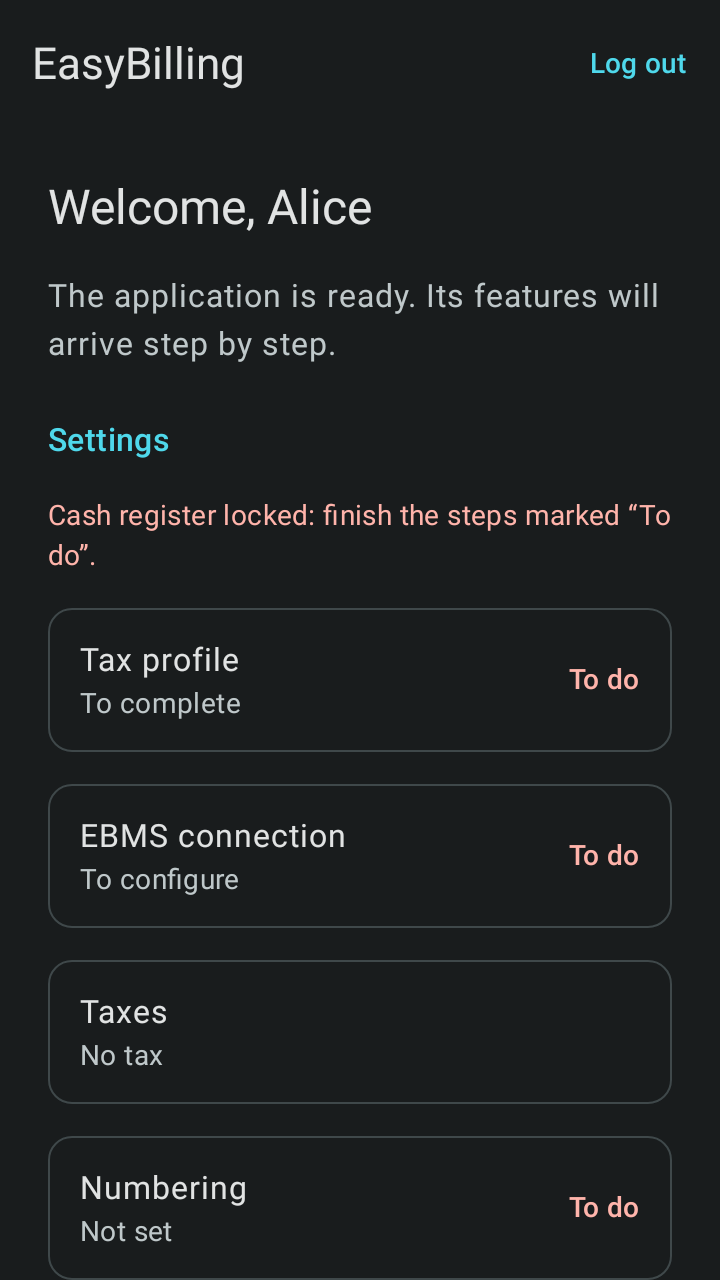 EasyBilling
Log out
Welcome, Alice
The application is ready. Its features will
arrive step by step.
Settings
Cash register locked: finish the steps marked “To
do”.
Tax profile
To complete
To do
EBMS connection
To configure
To do
Taxes
No tax
Numbering
Not set
To do